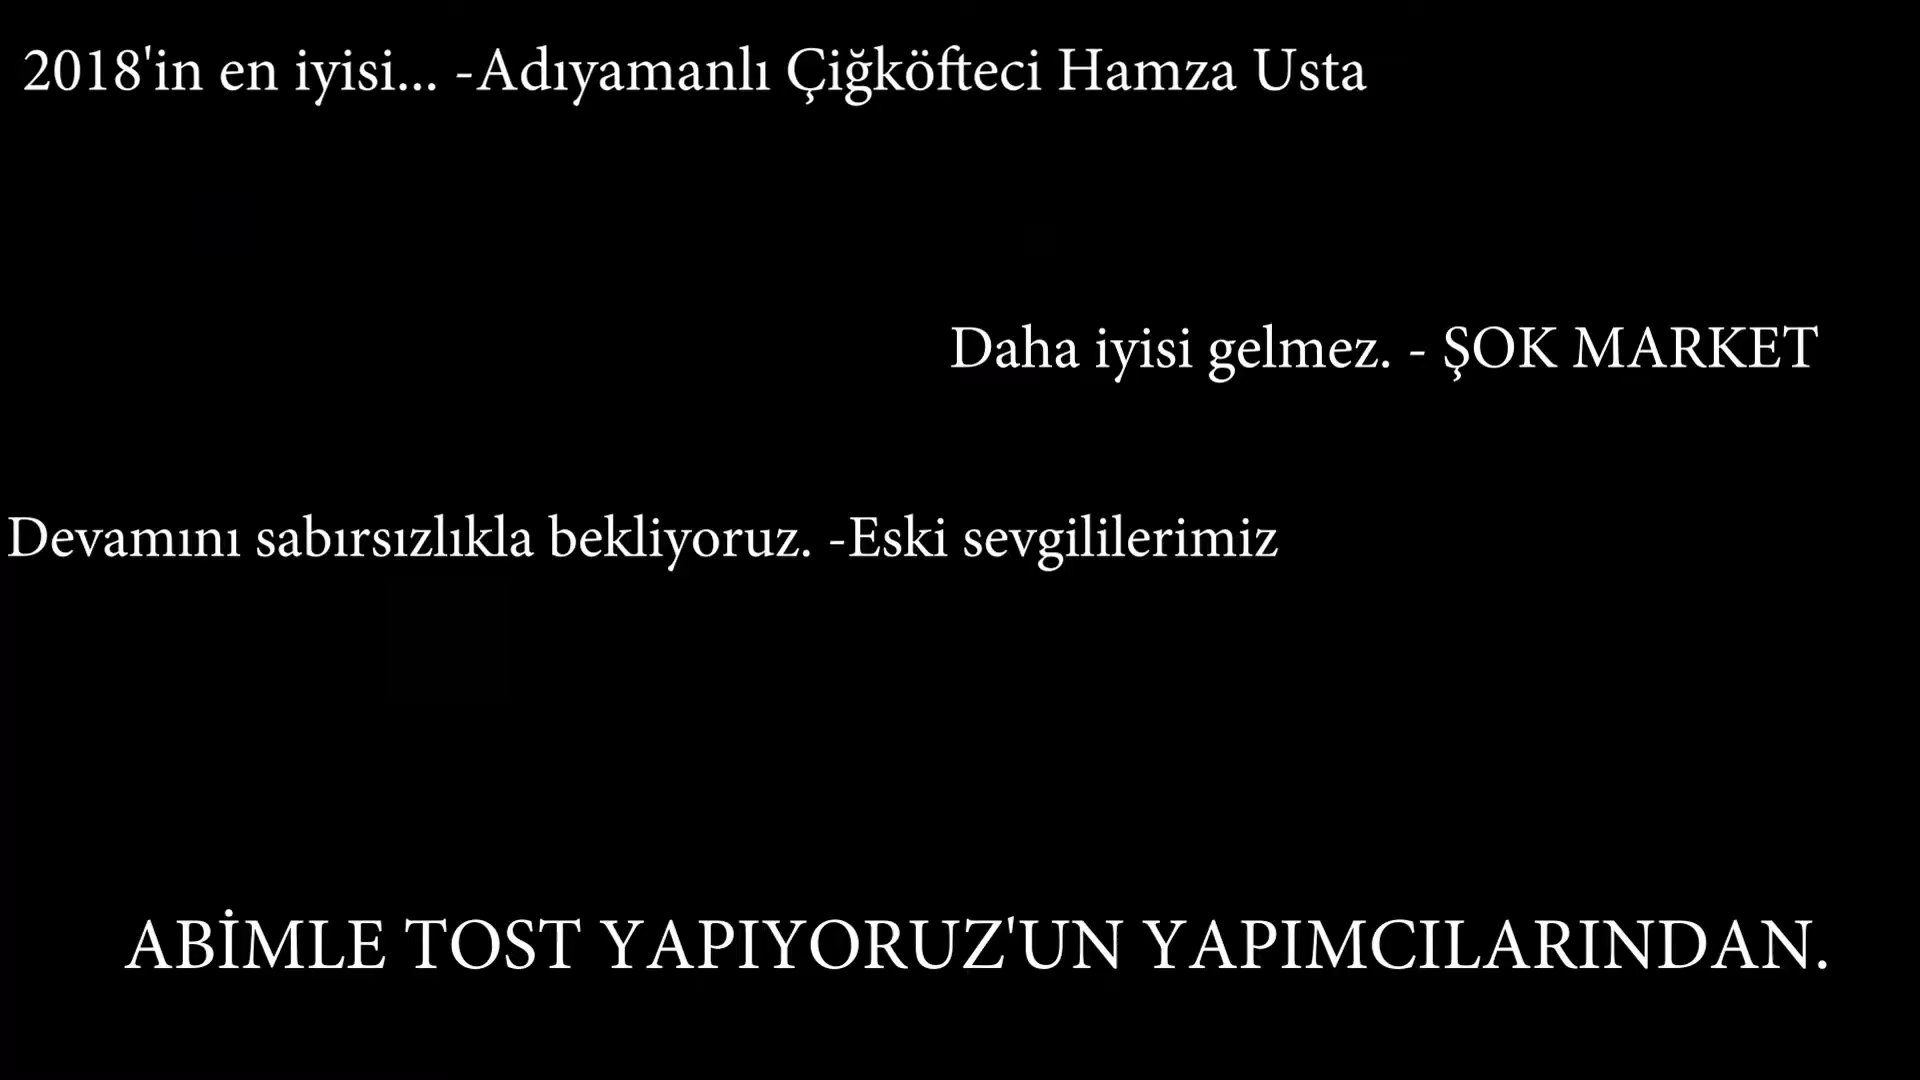 2018'in en iyisi... -Adıyamanlı Çiğköfteci Hamza Usta
Daha iyisi gelmez. - ŞOK MARKET
Devamını sabırsızlıkla bekliyoruz. -Eski sevgililerimiz
ABİMLE TOST YAPIYORUZ'UN YAPIMCILARINDAN.